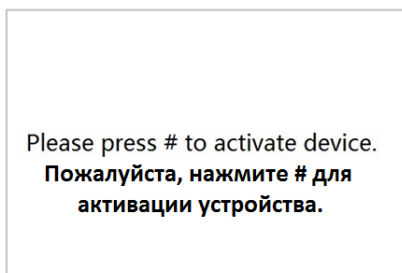 Please press # to activate device.
Пожалуйста, нажмите # для
активации устройства.